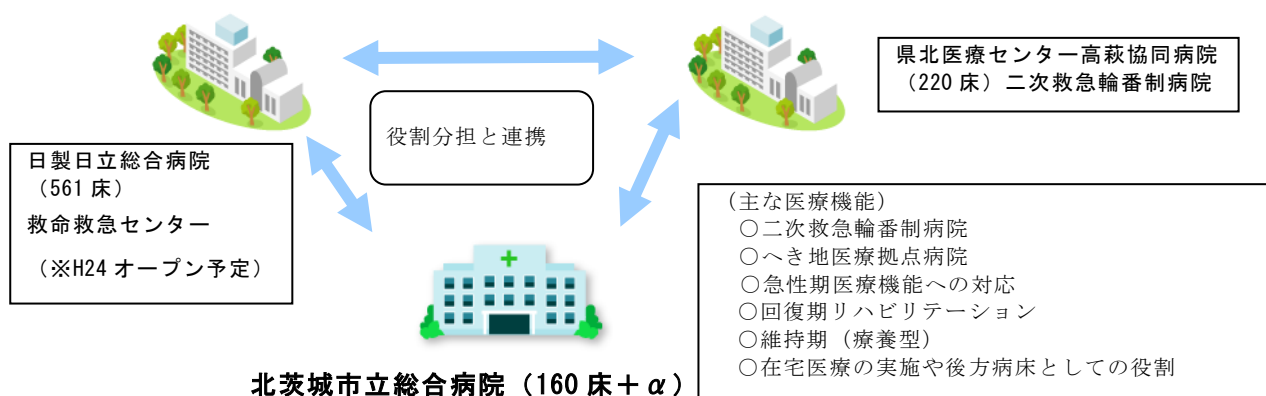 県北医療センター高萩協同病院
（220 床）二次救急輪番制病院
役割分担と連携
日製日立総合病院
（561 床）
救命救急センター
（※H24 オープン予定）
（主な医療機能）
○二次救急輪番制病院
○へき地医療拠点病院
○急性期医療機能への対応
○回復期リハビリテーション
○維持期（療養型）
○在宅医療の実施や後方病床としての役割
北茨城市立総合病院（160 床＋α）